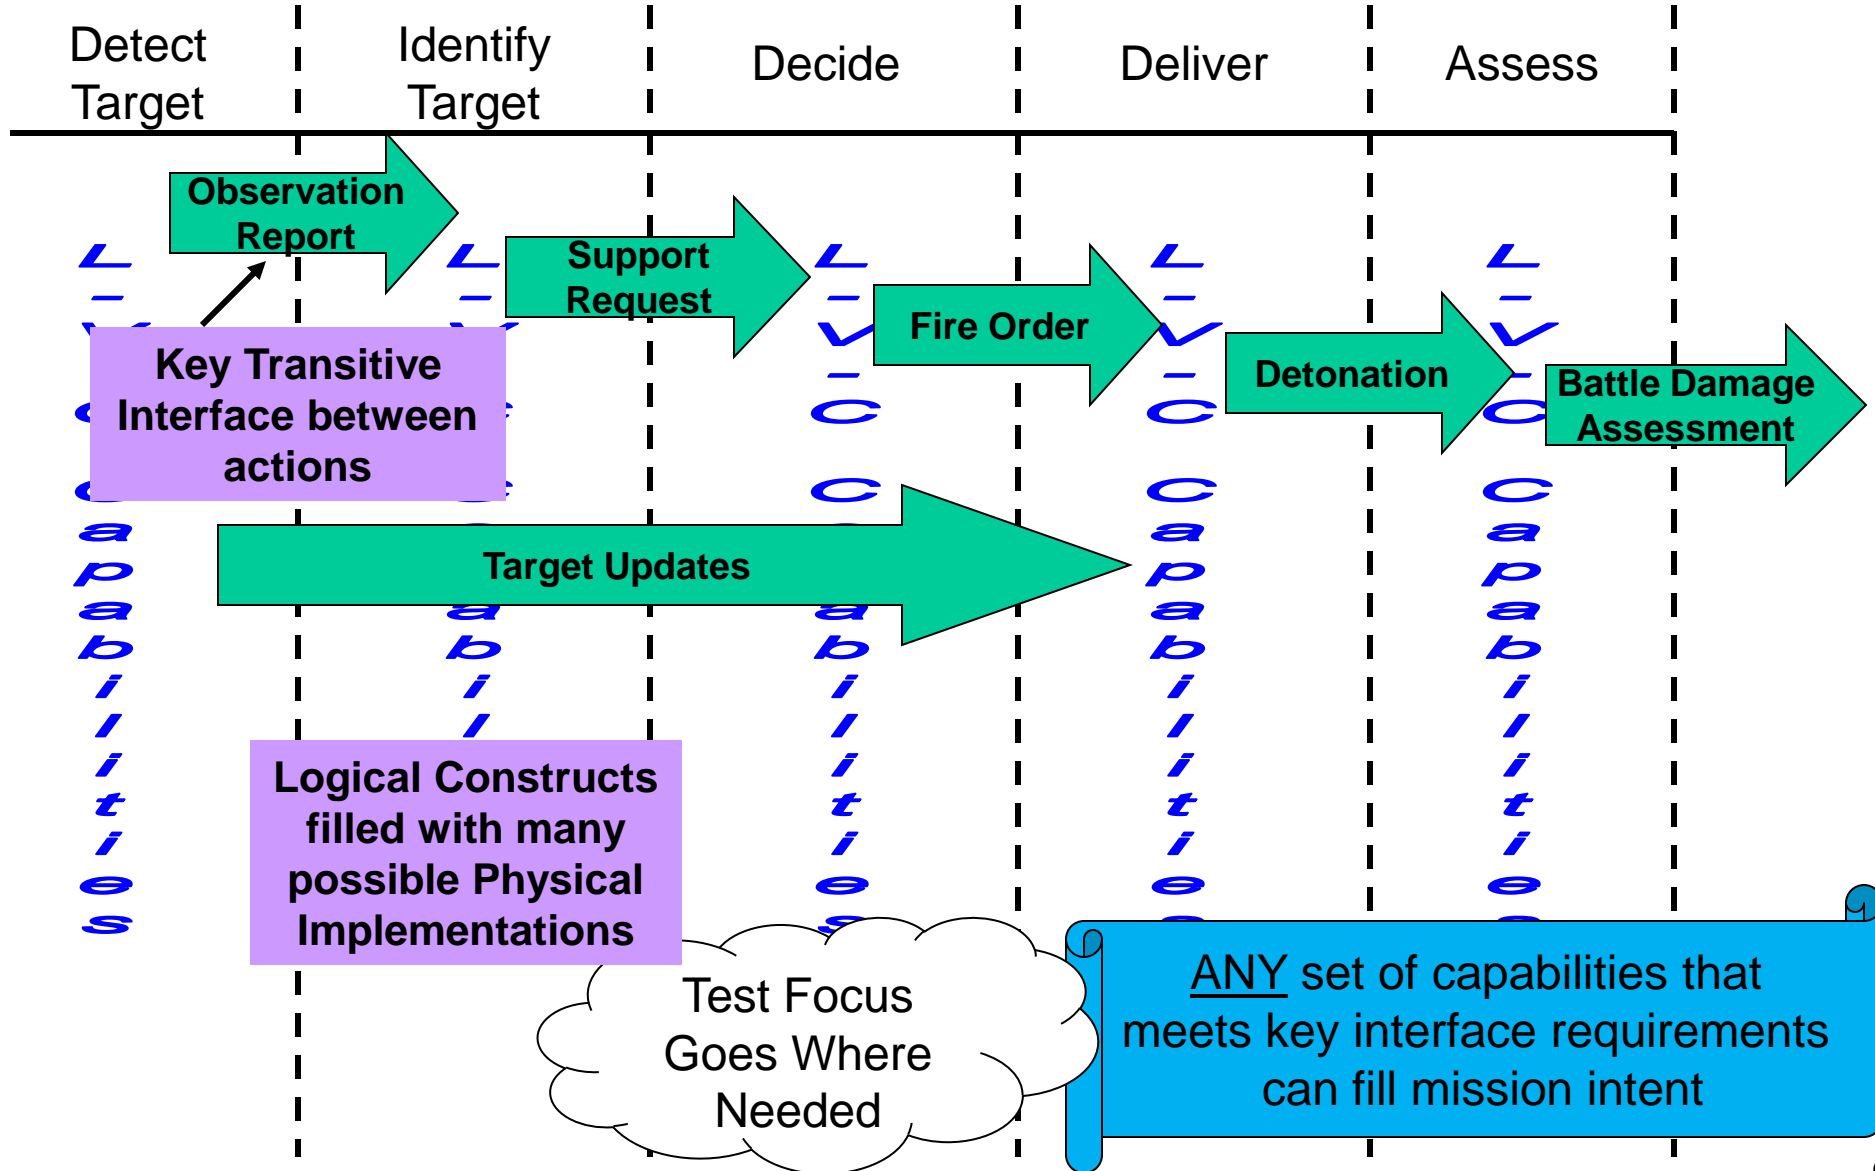 Detect
Target
Identify
Target
Decide
Deliver
Assess
Observation
Report
Support
Request
Fire Order
Detonation
Battle Damage
Assessment
Key Transitive
Interface between
actions
Target Updates
L-V-C Capabilities
L-V-C Capabilities
L-V-C Capabilities
L-V-C Capabilities
L-V-C Capabilities
Logical Constructs
filled with many
possible Physical
Implementations
Test Focus
Goes Where
Needed
ANY set of capabilities that
meets key interface requirements
can fill mission intent